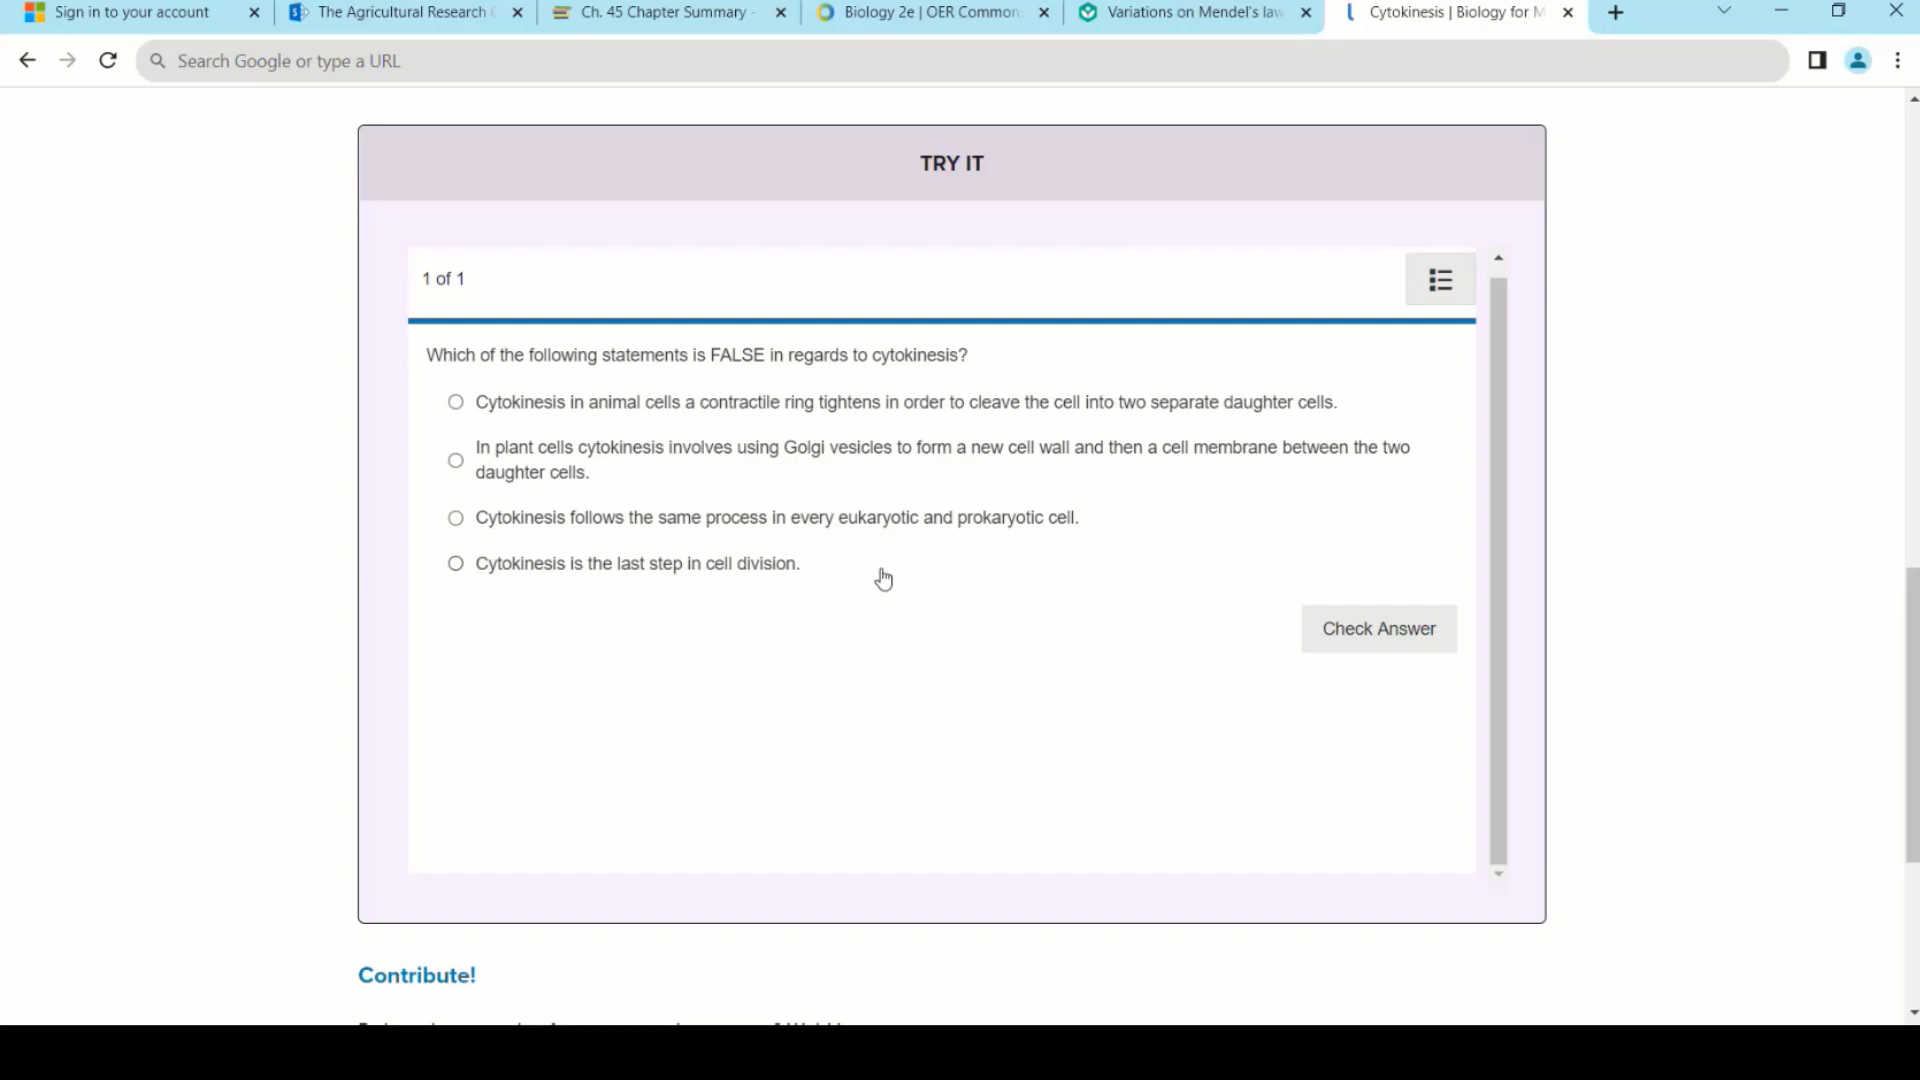 Sign in to your account
The Agricultural Research
Ch. 45 Chapter Summary
Biology 2e | OER Common
Variations on Mendel's law
Cytokinesis | Biology for M
Search Google or type a URL
TRY IT
1 of 1
Which of the following statements is FALSE in regards to cytokinesis?
Cytokinesis in animal cells a contractile ring tightens in order to cleave the cell into two separate daughter cells.
In plant cells cytokinesis involves using Golgi vesicles to form a new cell wall and then a cell membrane between the two
daughter cells.
Cytokinesis follows the same process in every eukaryotic and prokaryotic cell.
Cytokinesis is the last step in cell division.
Check Answer
Contribute!